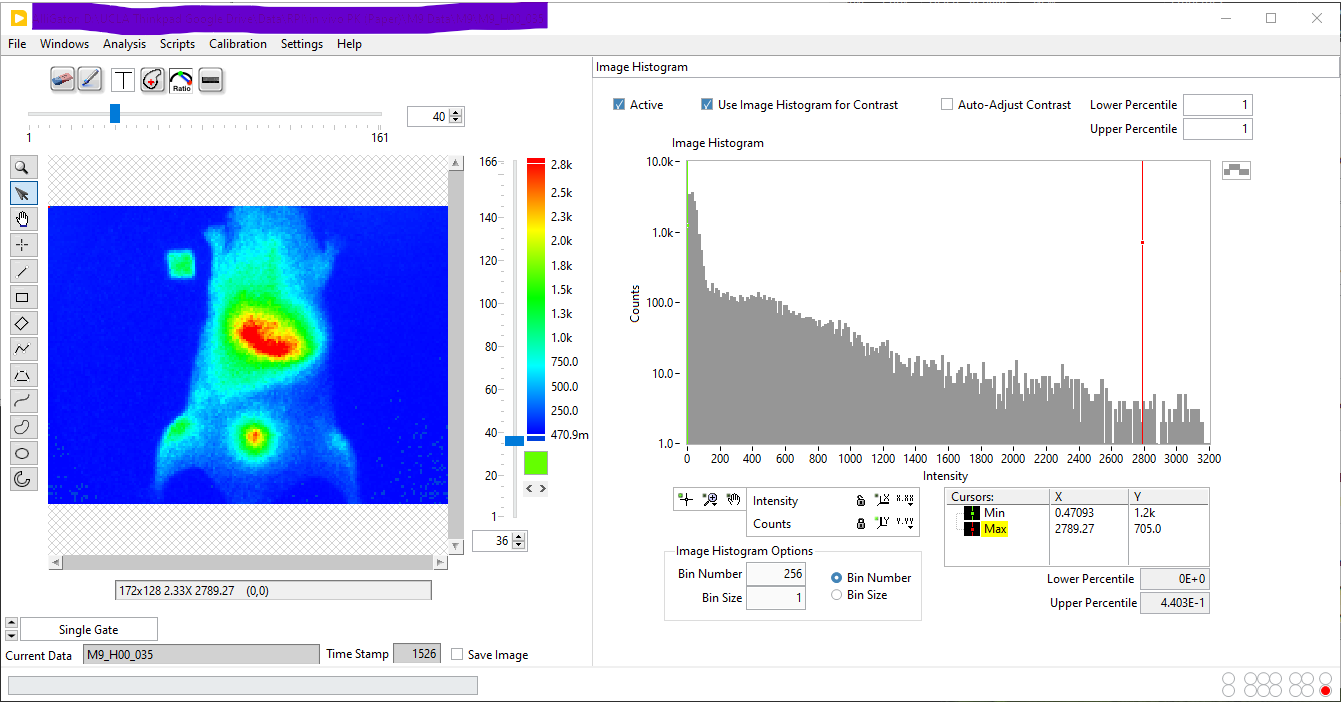 File Windows Analysis Scripts Calibration Settings Help
Image Histogram
T
Ratio
40
1 161
Active
Use Image Histogram for Contrast
Auto-Adjust Contrast
Lower Percentile 1
Upper Percentile 1
166
140
120
100
80
60
40
20
1
36
2.8k
2.5k
2.3k
2.0k
1.8k
1.5k
1.3k
1.0k
750.0
500.0
250.0
470.9m
Image Histogram
Counts
10.0k
1.0k
100.0
10.0
1.0
0 200 400 600 800 1000 1200 1400 1600 1800 2000 2200 2400 2600 2800 3000 3200
Intensity
Intensity X X.XX
Counts Y Y.YY
Cursors: X Y
Min 0.47093 1.2k
Max 2789.27 705.0
Image Histogram Options
Bin Number 256
Bin Size 1
Bin Number
Bin Size
Lower Percentile 0E+0
Upper Percentile 4.403E-1
172x128 2.33X 2789.27 (0,0)
Single Gate
Current Data M9_H00_035
Time Stamp 1526
Save Image